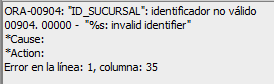 ORA-00904: "ID_SUCURSAL": identificador no válido
00904. 00000 -  "%s: invalid identifier"
*Cause:
*Action:
Error en la línea: 1, columna: 35